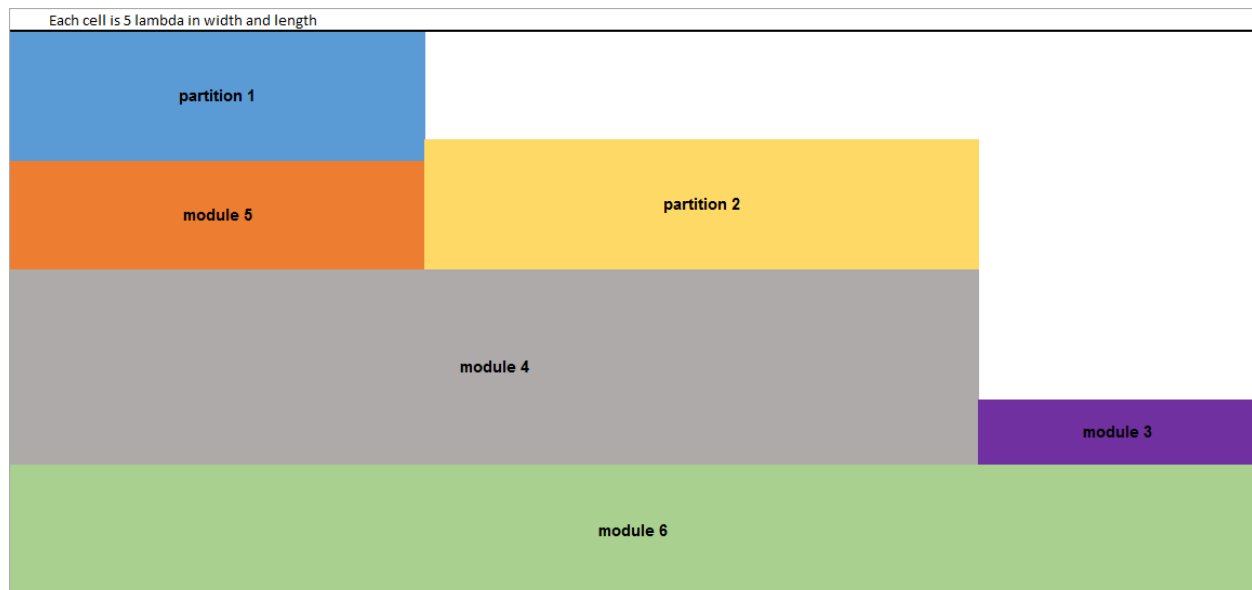 Each cell is 5 lambda in width and length
partition 1
module 5
partition 2
module 4
module 3
module 6